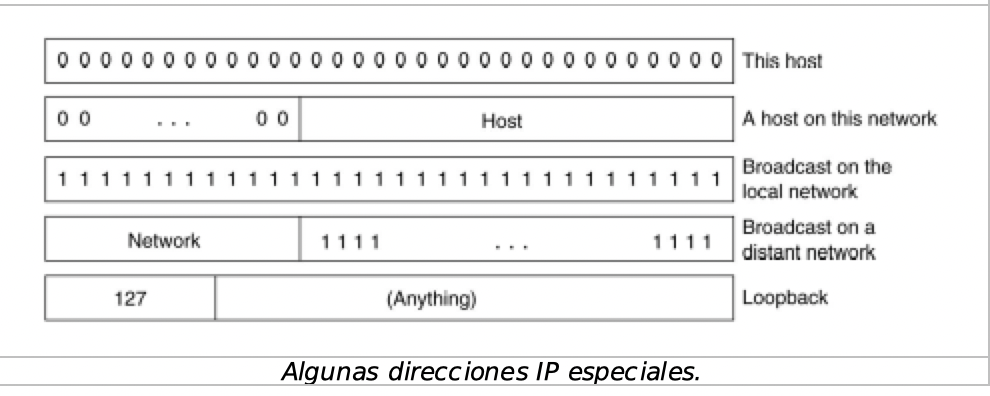 0 0 0 0 0 0 0 0 0 0 0 0 0 0 0 0 0 0 0 0 0 0 0 0 0 0 0 0 0 0 0 0 This host
0 0 ... 0 0 Host A host on this network
1 1 1 1 1 1 1 1 1 1 1 1 1 1 1 1 1 1 1 1 1 1 1 1 1 1 1 1 1 1 1 1 Broadcast on the
local network
Network 1 1 1 1 ... 1 1 1 1 Broadcast on a
distant network
127 (Anything) Loopback
Algunas direcciones IP especiales.